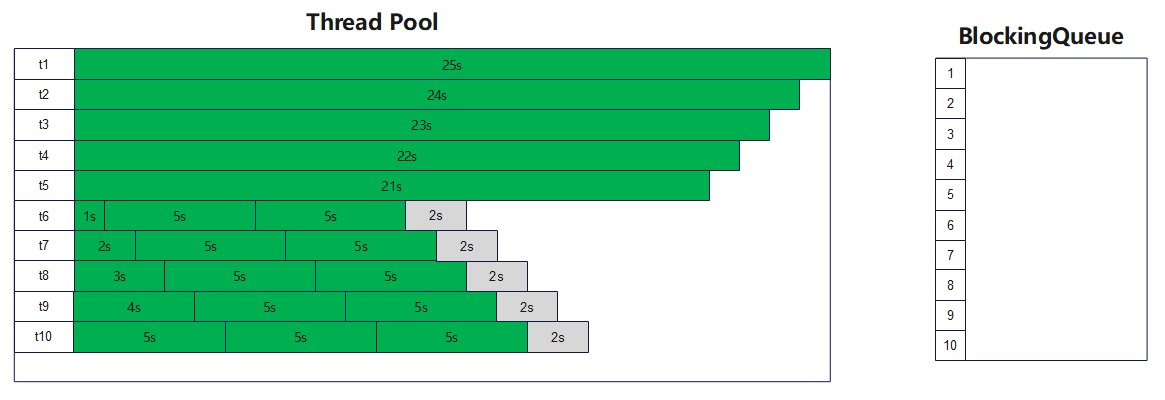 Thread Pool
BlockingQueue
t1 25s
t2 24s
t3 23s
t4 22s
t5 21s
t6 1s 5s 5s 2s
t7 2s 5s 5s 2s
t8 3s 5s 5s 2s
t9 4s 5s 5s 2s
t10 5s 5s 5s 2s
1
2
3
4
5
6
7
8
9
10